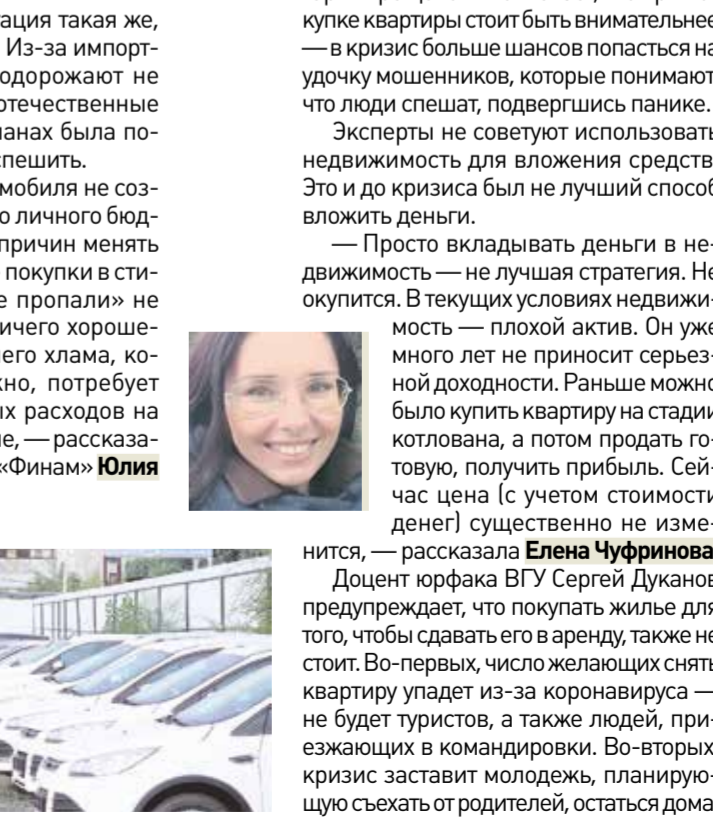 тация такая же,
Из-за импорт-
одорожают не
отечественные
анах была по-
спешить.
мобиля не соз-
о личного бюд-
причин менять
покупки в сти-
е пропали» не
ичего хороше-
его хлама, ко-
но, потребует
ых расходов на
е, — рассказа-
«Финам» Юлия
купке квартиры стоит быть внимательнее
— в кризис больше шансов попасться на
удочку мошенников, которые понимают
что люди спешат, подвергшись панике.
Эксперты не советуют использовать
недвижимость для вложения средств
Это и до кризиса был не лучший способ
вложить деньги.
— Просто вкладывать деньги в не-
движимость — не лучшая стратегия. Не
окупится. В текущих условиях недвижи-
мость — плохой актив. Он уже
много лет не приносит серьез-
ной доходности. Раньше можно
было купить квартиру на стадии
котлована, а потом продать го-
товую, получить прибыль. Сей-
час цена (с учетом стоимости
денег) существенно не изме-
нится, — рассказала Елена Чуфринова
Доцент юрфака ВГУ Сергей Дуканов
предупреждает, что покупать жилье для
того, чтобы сдавать его в аренду, также не
стоит. Во-первых, число желающих снять
квартиру упадет из-за коронавируса —
не будет туристов, а также людей, при-
езжающих в командировки. Во-вторых
кризис заставит молодежь, планирую-
щую съехать от родителей, остаться дома